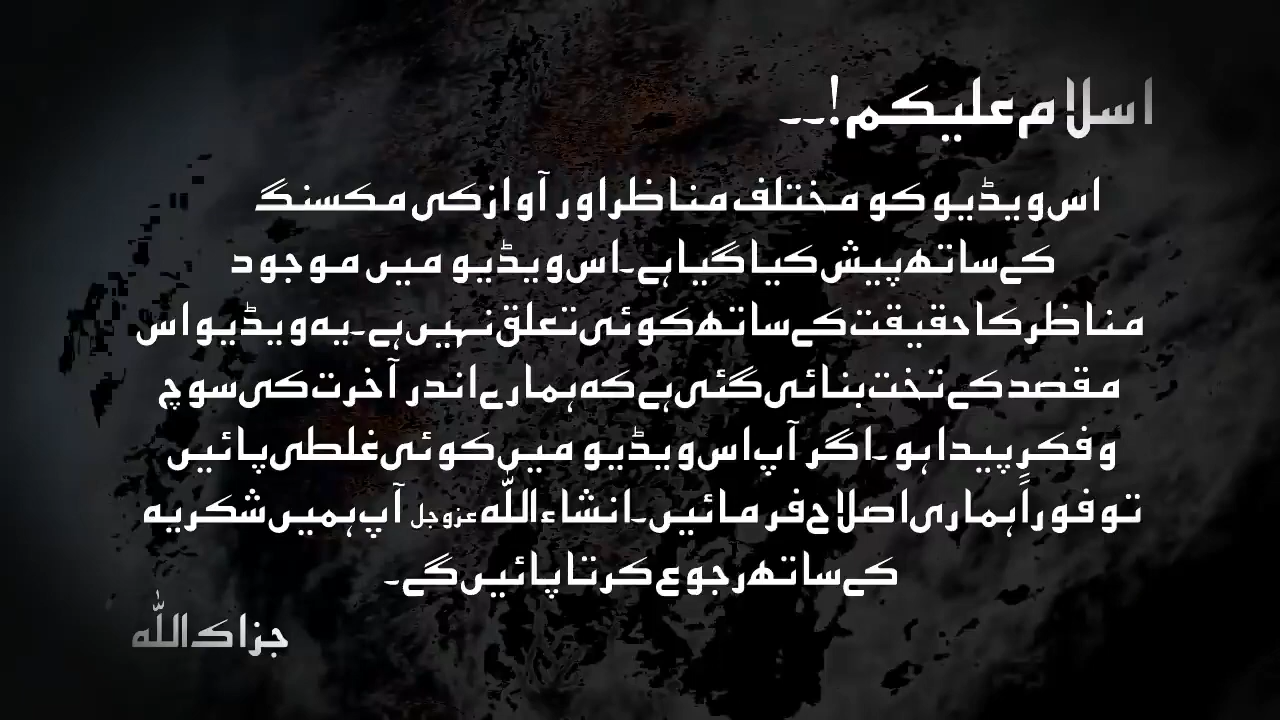 اسلام علیکم!۔۔
اس ویڈیو کو مختلف مناظر اور آواز کی مکسنگ
کے ساتھ پیش کیا گیا ہے۔ اس ویڈیو میں موجود
مناظر کا حقیقت کے ساتھ کوئی تعلق نہیں ہے۔ یہ ویڈیو اس
مقصد کے تخت بنائی گئی ہے کہ ہمارے اندر آخرت کی سوچ
و فکرِ پیدا ہو۔ اگر آپ اس ویڈیو میں کوئی غلطی پائیں
تو فوراً ہماری اصلاح فرمائیں۔ انشاء اللّٰه عزوجل آپ ہمیں شکریہ
کے ساتھ رجوع کرتا پائیں گے۔
جزاک اللّٰه